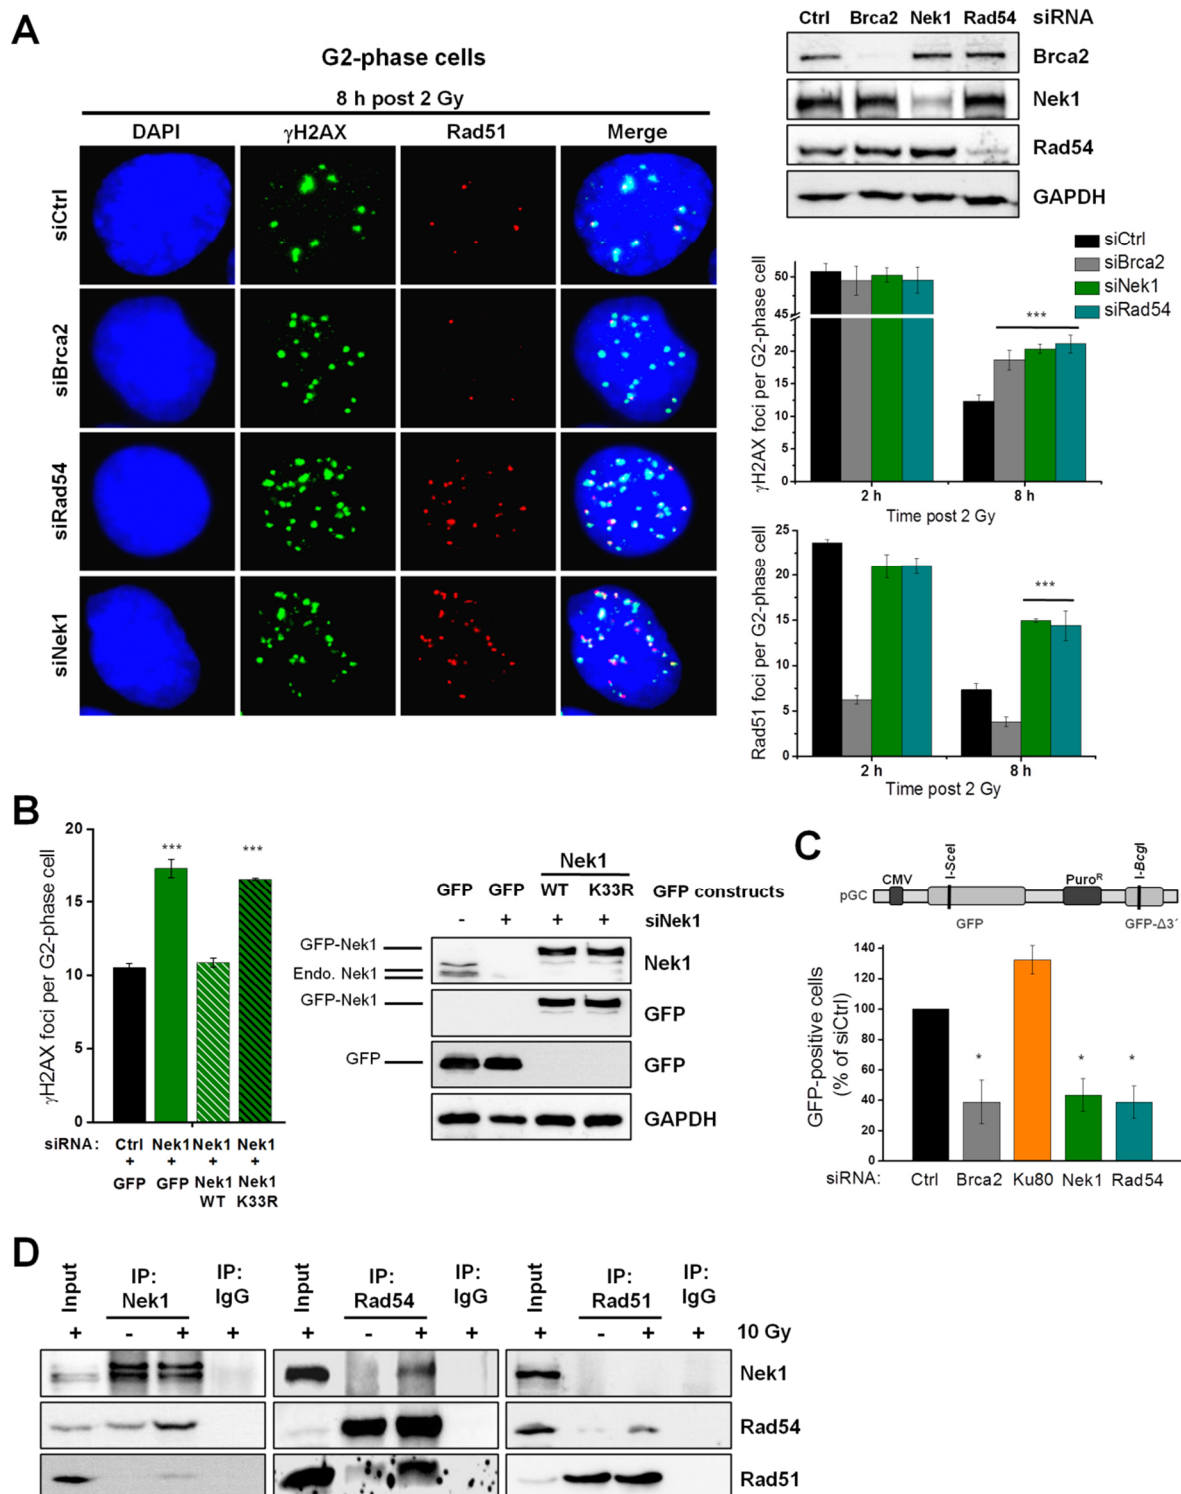 A
G2-phase cells
8 h post 2 Gy
DAPI γH2AX Rad51 Merge
siCtrl
siBrca2
siRad54
siNek1
Ctrl Brca2 Nek1 Rad54 siRNA
Brca2
Nek1
Rad54
GAPDH
siCtrl
siBrca2
siNek1
siRad54
γH2AX foci per G2-phase cell
50
45
20
15
10
5
0
***
2 h 8 h
Time post 2 Gy
Rad51 foci per G2-phase cell
25
20
15
10
5
0
***
2 h 8 h
Time post 2 Gy
B
γH2AX foci per G2-phase cell
20
15
10
5
0
*** ***
siRNA: Ctrl Nek1 Nek1 Nek1
+ + + +
GFP GFP Nek1 Nek1
WT K33R
Nek1
GFP GFP WT K33R GFP constructs
- + + + siNek1
GFP-Nek1
Endo. Nek1
Nek1
GFP-Nek1
GFP
GFP
GFP
GAPDH
C
CMV I-SceI Puroᴿ I-BcgI
pGC
GFP GFP-Δ3´
GFP-positive cells
(% of siCtrl)
140
120
100
80
60
40
20
0
* * *
siRNA: Ctrl Brca2 Ku80 Nek1 Rad54
D
Input IP: Nek1 IP: IgG Input IP: Rad54 IP: IgG Input IP: Rad51 IP: IgG
+ - + + + - + + + - + + 10 Gy
Nek1
Rad54
Rad51